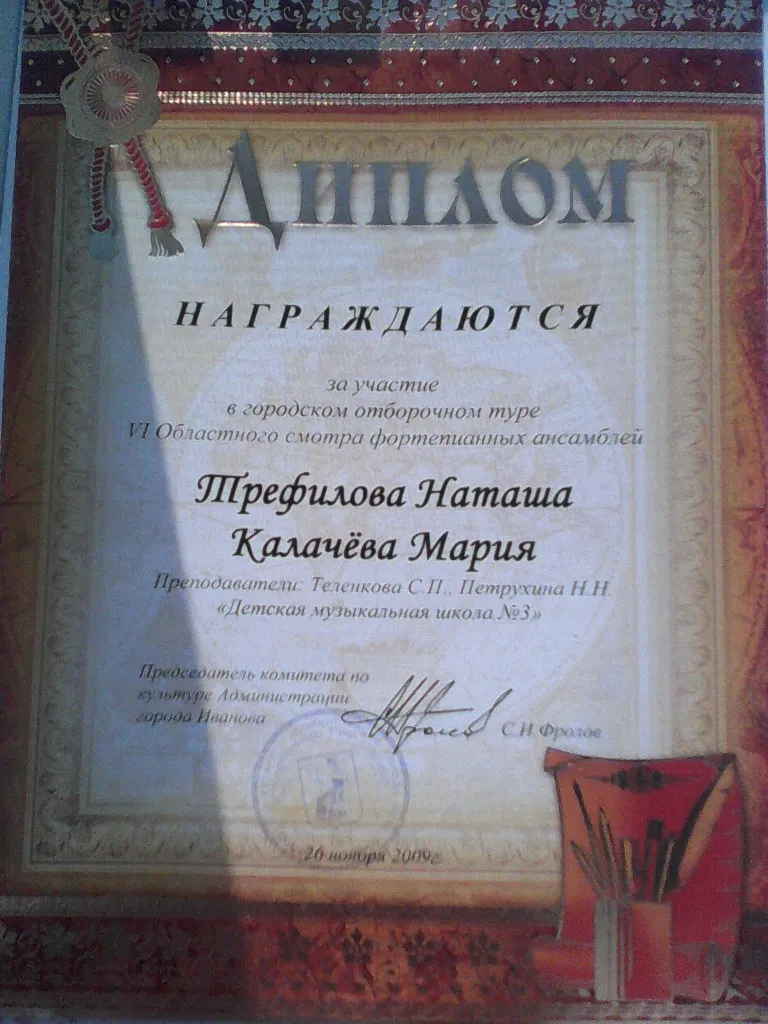 Диплом
НАГРАЖДАЮТСЯ
за участие
в городском отборочном туре
VI Областного смотра фортепианных ансамблей
Трефилова Наташа
Калачёва Мария
Преподаватели: Теленкова С.П., Петрухина Н.Н.
«Детская музыкальная школа №3»
Председатель комитета по
культуре Администрации
города Иванова
С.И Фролов
26 ноября 2009г.